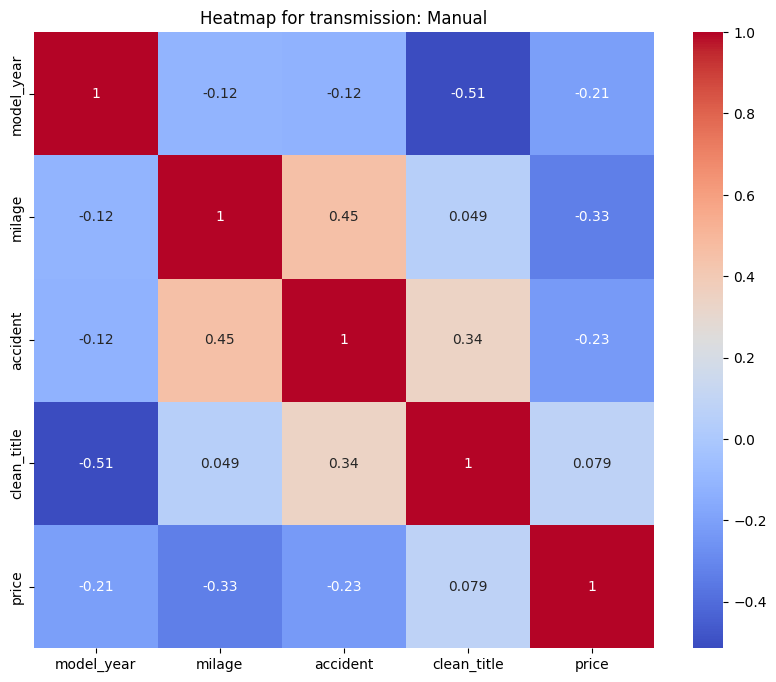 Heatmap for transmission: Manual
model_year 1 -0.12 -0.12 -0.51 -0.21
milage -0.12 1 0.45 0.049 -0.33
accident -0.12 0.45 1 0.34 -0.23
clean_title -0.51 0.049 0.34 1 0.079
price -0.21 -0.33 -0.23 0.079 1
model_year milage accident clean_title price
1.0
0.8
0.6
0.4
0.2
0.0
−0.2
−0.4